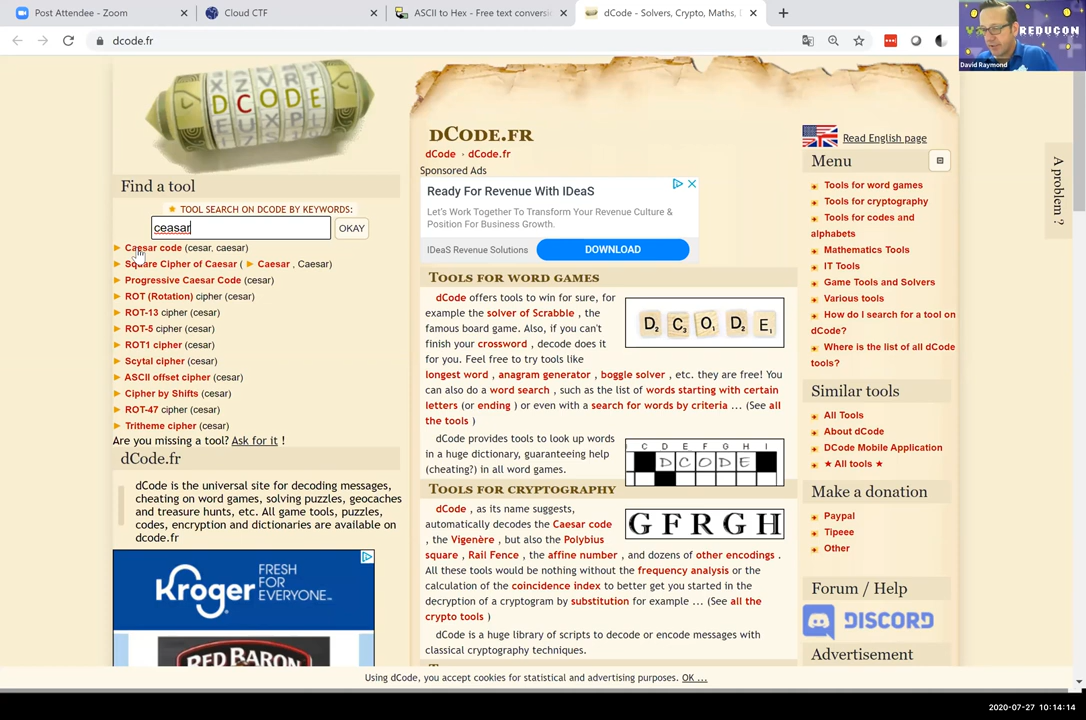 Post Attendee - Zoom
Cloud CTF
ASCII to Hex - Free text conversi
dCode - Solvers, Crypto, Maths,
dcode.fr
REDUCON
David Raymond
DCODE
Find a tool
TOOL SEARCH ON DCODE BY KEYWORDS:
ceasar
OKAY
Caesar code (cesar, caesar)
Square Cipher of Caesar ( Caesar , Caesar)
Progressive Caesar Code (cesar)
ROT (Rotation) cipher (cesar)
ROT-13 cipher (cesar)
ROT-5 cipher (cesar)
ROT1 cipher (cesar)
Scytal cipher (cesar)
ASCII offset cipher (cesar)
Cipher by Shifts (cesar)
ROT-47 cipher (cesar)
Tritheme cipher (cesar)
Are you missing a tool? Ask for it !
dCode.fr
dCode is the universal site for decoding messages,
cheating on word games, solving puzzles, geocaches
and treasure hunts, etc. All game tools, puzzles,
codes, encryption and dictionaries are available on
dcode.fr
Kroger
FRESH
FOR
EVERYONE™
RED BARON
DCODE.FR
dCode · dCode.fr
Sponsored Ads
Ready For Revenue With IDeaS
Let's Work Together To Transform Your Revenue Culture &
Position For Business Growth.
IDeaS Revenue Solutions
DOWNLOAD
TOOLS FOR WORD GAMES
dCode offers tools to win for sure, for
example the solver of Scrabble , the
famous board game. Also, if you can't
finish your crossword , decode does it
for you. Feel free to try tools like
longest word , anagram generator , boggle solver , etc. they are free! You
can also do a word search , such as the list of words starting with certain
letters (or ending ) or even with a search for words by criteria ... (See all
the tools )
D2 C3 O1 D2 E1
dCode provides tools to look up words
in a huge dictionary, guaranteeing help
(cheating?) in all word games.
C D E F G H I
D C O D E
TOOLS FOR CRYPTOGRAPHY
dCode , as its name suggests,
automatically decodes the Caesar code
, the Vigenère , but also the Polybius
square , Rail Fence , the affine number , and dozens of other encodings .
All these tools would be nothing without the frequency analysis or the
calculation of the coincidence index to better get you started in the
decryption of a cryptogram by substitution for example ... (See all the
crypto tools )
GFRGH
dCode is a huge library of scripts to decode or encode messages with
classical cryptography techniques.
Read English page
Menu
Tools for word games
Tools for cryptography
Tools for codes and
alphabets
Mathematics Tools
IT Tools
Game Tools and Solvers
Various tools
How do I search for a tool on
dCode?
Where is the list of all dCode
tools?
Similar tools
All Tools
About dCode
DCode Mobile Application
★ All tools ★
Make a donation
Paypal
Tipeee
Other
Forum / Help
DISCORD
Advertisement
A problem ?
Using dCode, you accept cookies for statistical and advertising purposes. OK ...
2020-07-27 10:14:14